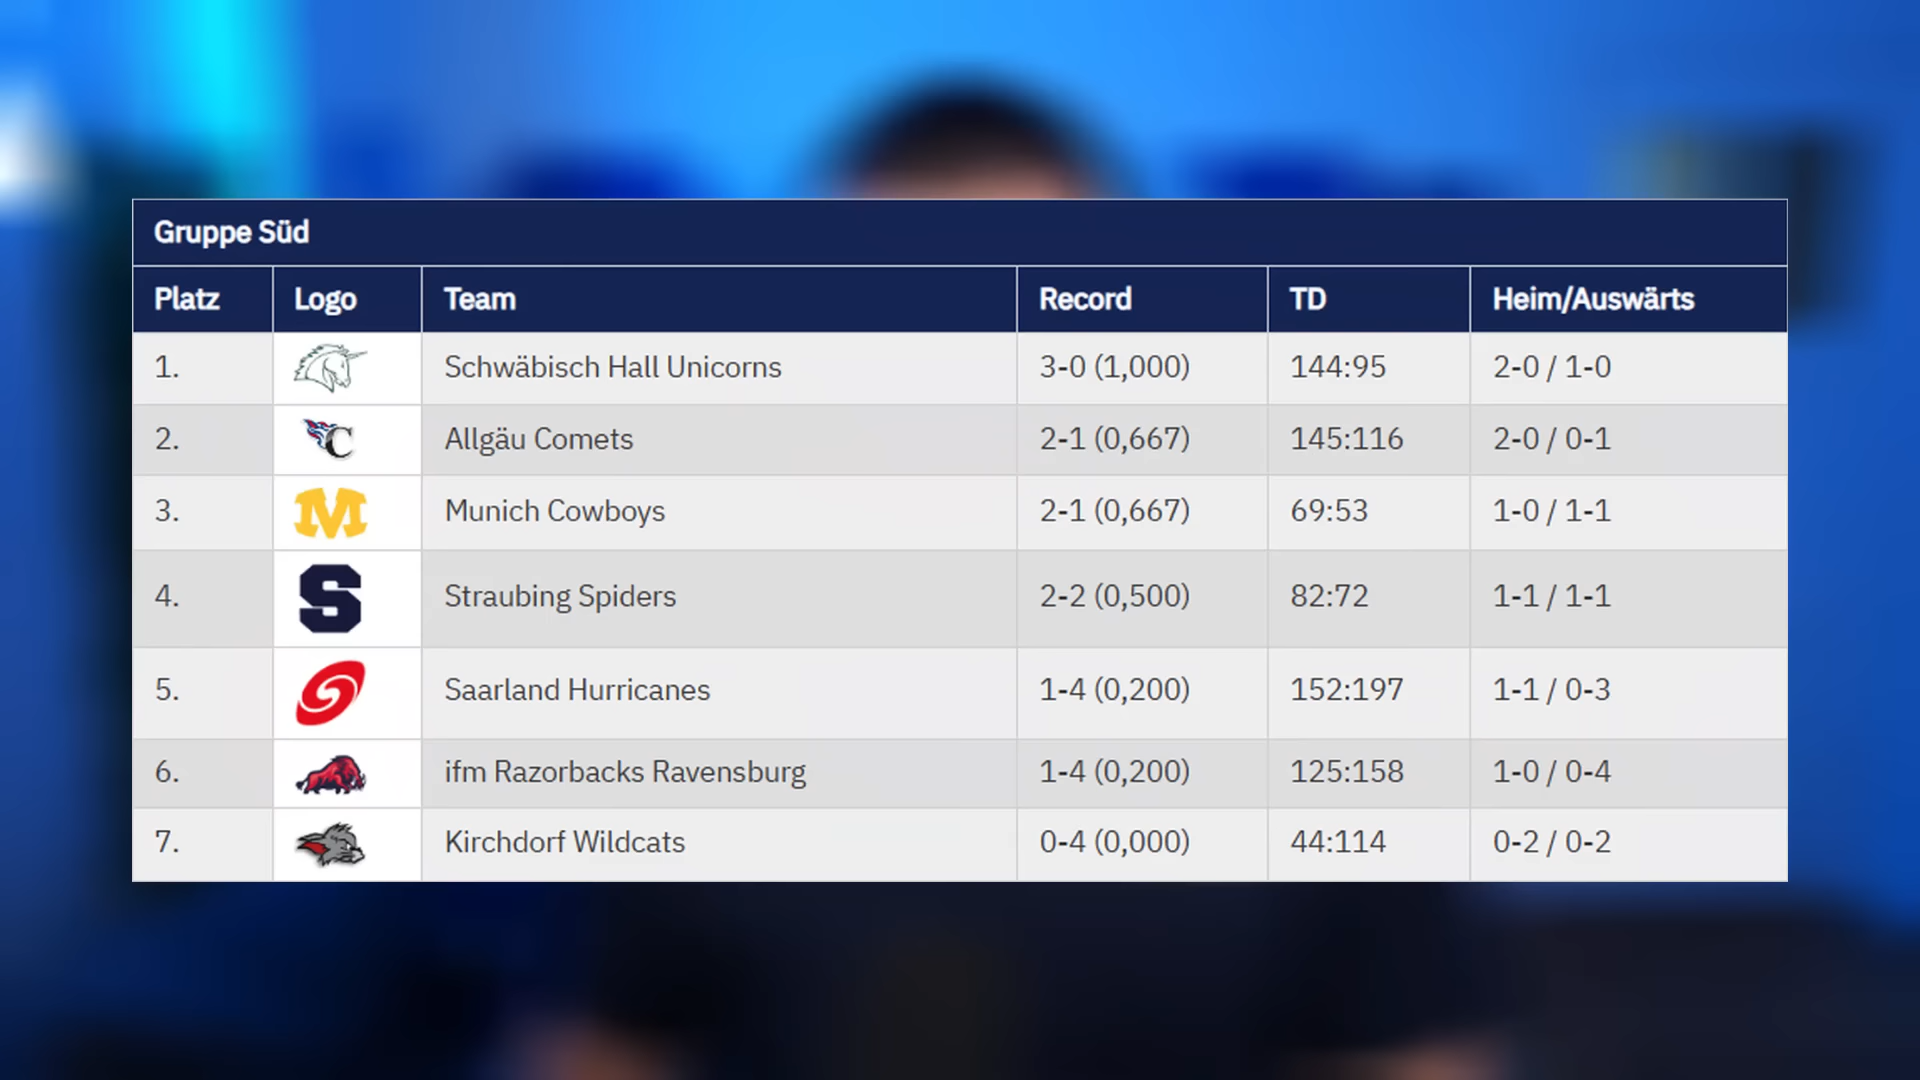 Gruppe Süd
Platz Logo Team Record TD Heim/Auswärts
1. Schwäbisch Hall Unicorns 3-0 (1,000) 144:95 2-0 / 1-0
2. C Allgäu Comets 2-1 (0,667) 145:116 2-0 / 0-1
3. M Munich Cowboys 2-1 (0,667) 69:53 1-0 / 1-1
4. S Straubing Spiders 2-2 (0,500) 82:72 1-1 / 1-1
5. Saarland Hurricanes 1-4 (0,200) 152:197 1-1 / 0-3
6. ifm Razorbacks Ravensburg 1-4 (0,200) 125:158 1-0 / 0-4
7. Kirchdorf Wildcats 0-4 (0,000) 44:114 0-2 / 0-2